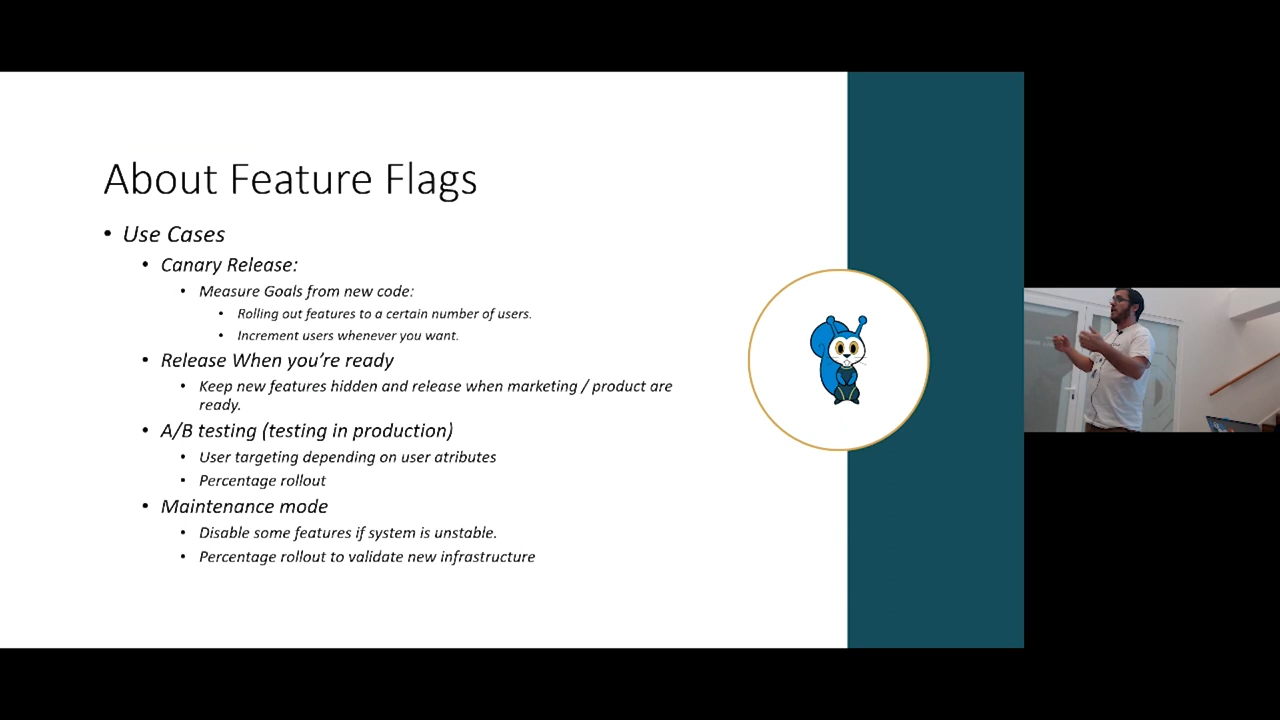 About Feature Flags
• Use Cases
• Canary Release:
• Measure Goals from new code:
• Rolling out features to a certain number of users.
• Increment users whenever you want.
• Release When you're ready
• Keep new features hidden and release when marketing / product are
ready.
• A/B testing (testing in production)
• User targeting depending on user atributes
• Percentage rollout
• Maintenance mode
• Disable some features if system is unstable.
• Percentage rollout to validate new infrastructure